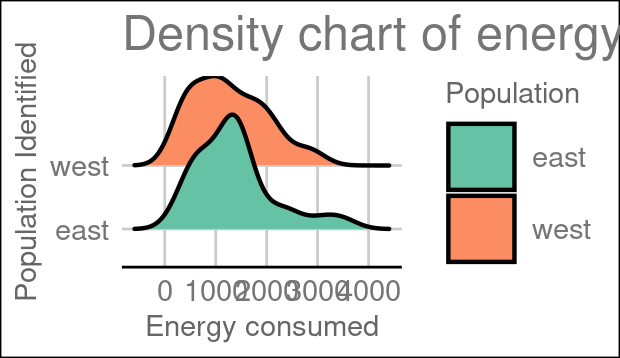 Density chart of energy
Population Identified
west
east
0 1000 2000 3000 4000
Energy consumed
Population
east
west